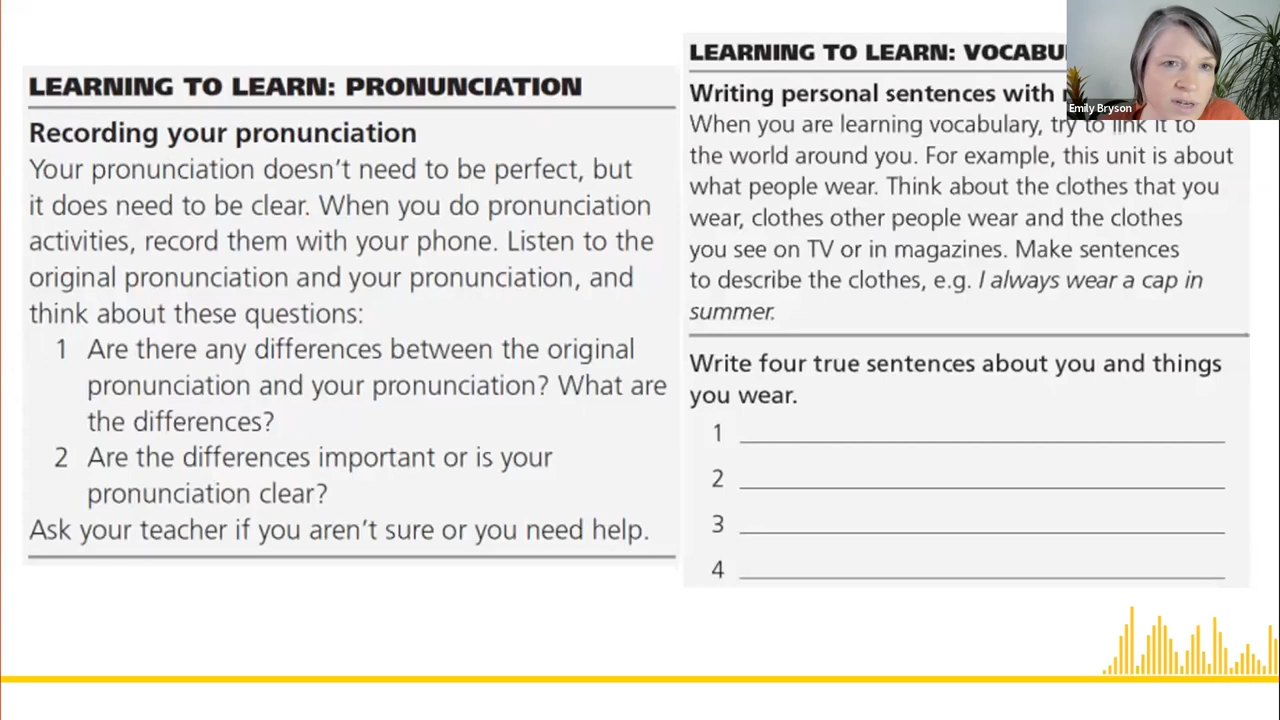 LEARNING TO LEARN: PRONUNCIATION
Recording your pronunciation
Your pronunciation doesn't need to be perfect, but
it does need to be clear. When you do pronunciation
activities, record them with your phone. Listen to the
original pronunciation and your pronunciation, and
think about these questions:
1 Are there any differences between the original
pronunciation and your pronunciation? What are
the differences?
2 Are the differences important or is your
pronunciation clear?
Ask your teacher if you aren't sure or you need help.
LEARNING TO LEARN:
Writing personal sentences with
When you are learning vocabulary, try to link it to
the world around you. For example, this unit is about
what people wear. Think about the clothes that you
wear, clothes other people wear and the clothes
you see on TV or in magazines. Make sentences
to describe the clothes, e.g. I always wear a cap in
summer.
Write four true sentences about you and things
you wear.
1
2
3
4
Emily Bryson